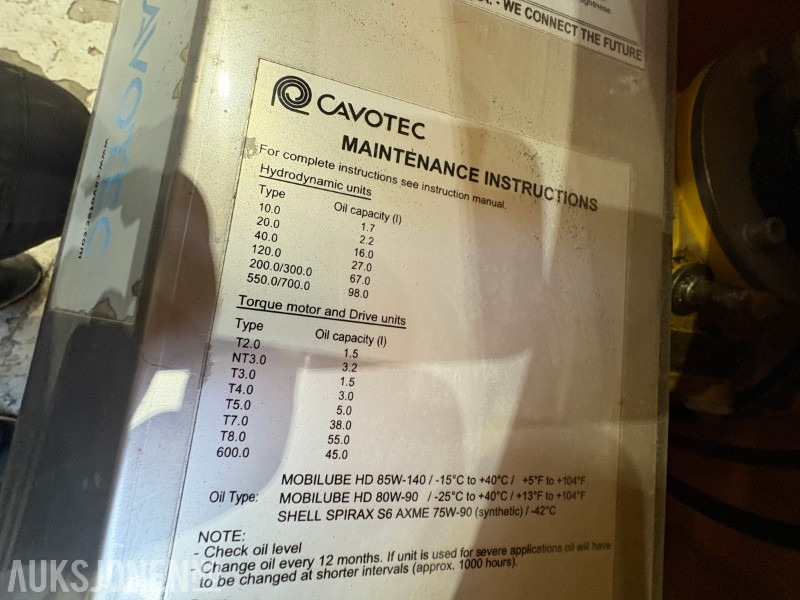 - WE CONNECT THE FUTURE
CAVOTEC
www.cavotec.com
CAVOTEC
MAINTENANCE INSTRUCTIONS
For complete instructions see instruction manual.
Hydrodynamic units
Type Oil capacity (l)
10.0 1.7
20.0 2.2
40.0 16.0
120.0 27.0
200.0/300.0 67.0
550.0/700.0 98.0
Torque motor and Drive units
Type Oil capacity (l)
T2.0 1.5
NT3.0 3.2
T3.0 1.5
T4.0 3.0
T5.0 5.0
T7.0 38.0
T8.0 55.0
600.0 45.0
MOBILUBE HD 85W-140 / -15°C to +40°C / +5°F to +104°F
Oil Type: MOBILUBE HD 80W-90 / -25°C to +40°C / +13°F to +104°F
SHELL SPIRAX S6 AXME 75W-90 (synthetic) / -42°C
NOTE:
- Check oil level
- Change oil every 12 months. If unit is used for severe applications oil will have
to be changed at shorter intervals (approx. 1000 hours).